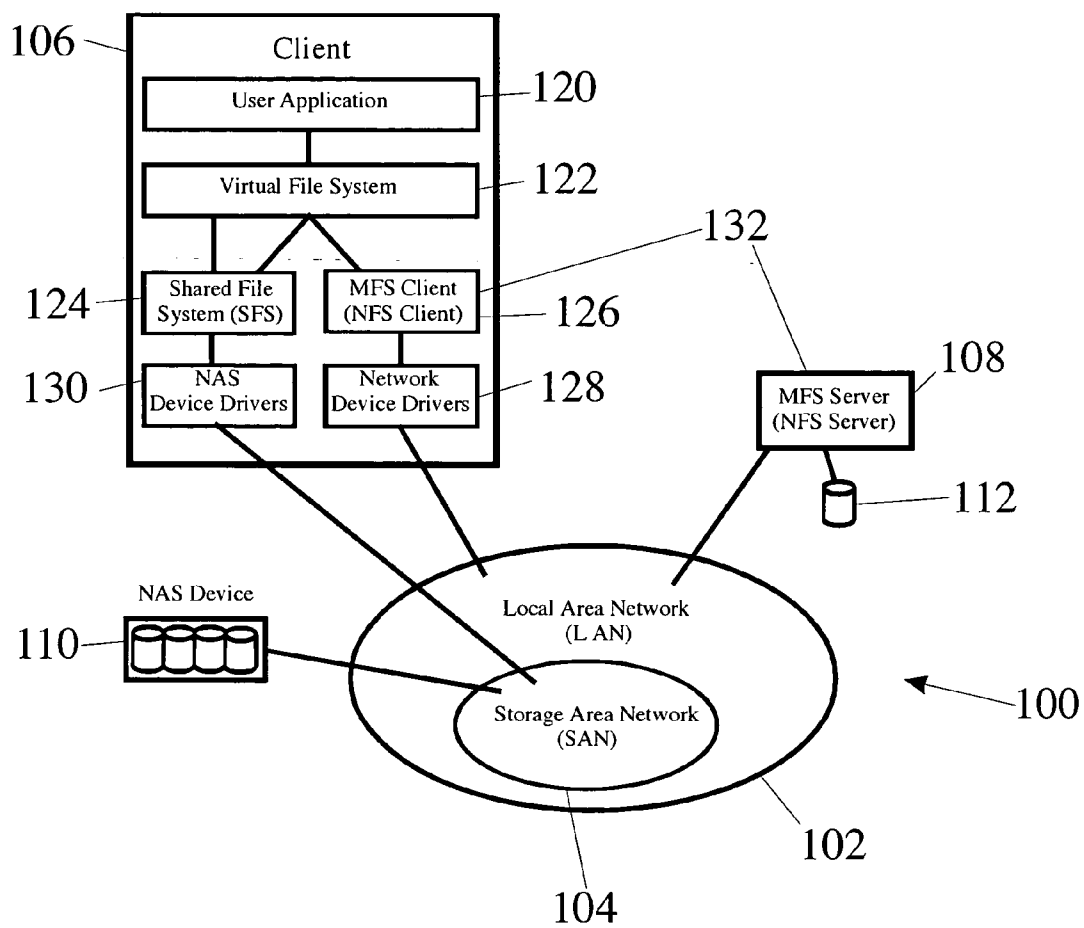 106
Client
User Application
120
Virtual File System
122
132
124
Shared File
System (SFS)
MFS Client
(NFS Client)
126
130
NAS
Device Drivers
Network
Device Drivers
128
108
MFS Server
(NFS Server)
112
NAS Device
110
Local Area Network
(LAN)
Storage Area Network
(SAN)
100
102
104